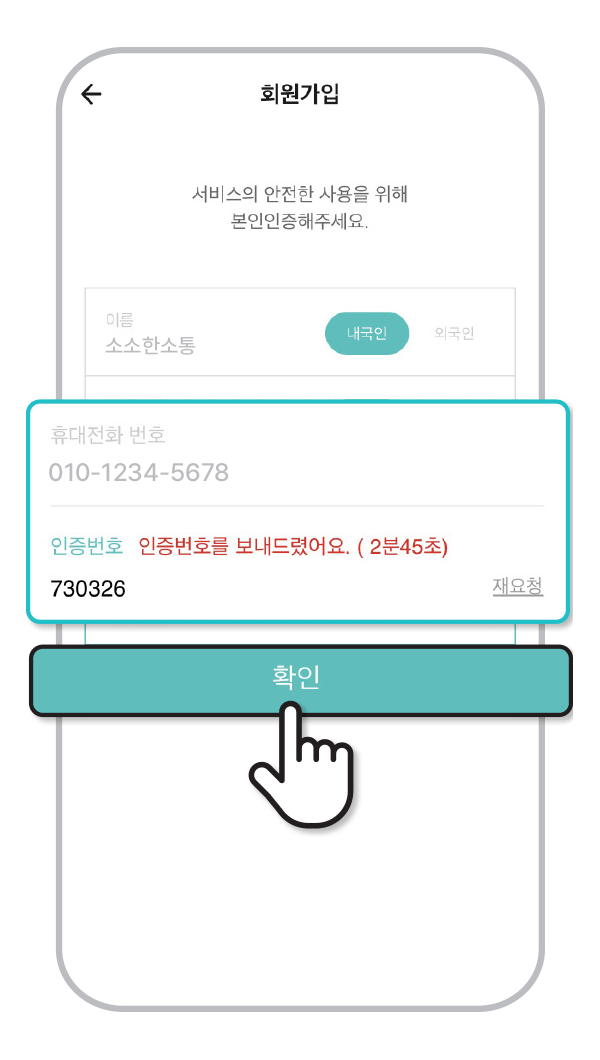 회원가입
서비스의 안전한 사용을 위해
본인인증해주세요.
이름
소소한소통
내국인 외국인
휴대전화 번호
010-1234-5678
인증번호 인증번호를 보내드렸어요. ( 2분45초)
730326 재요청
확인